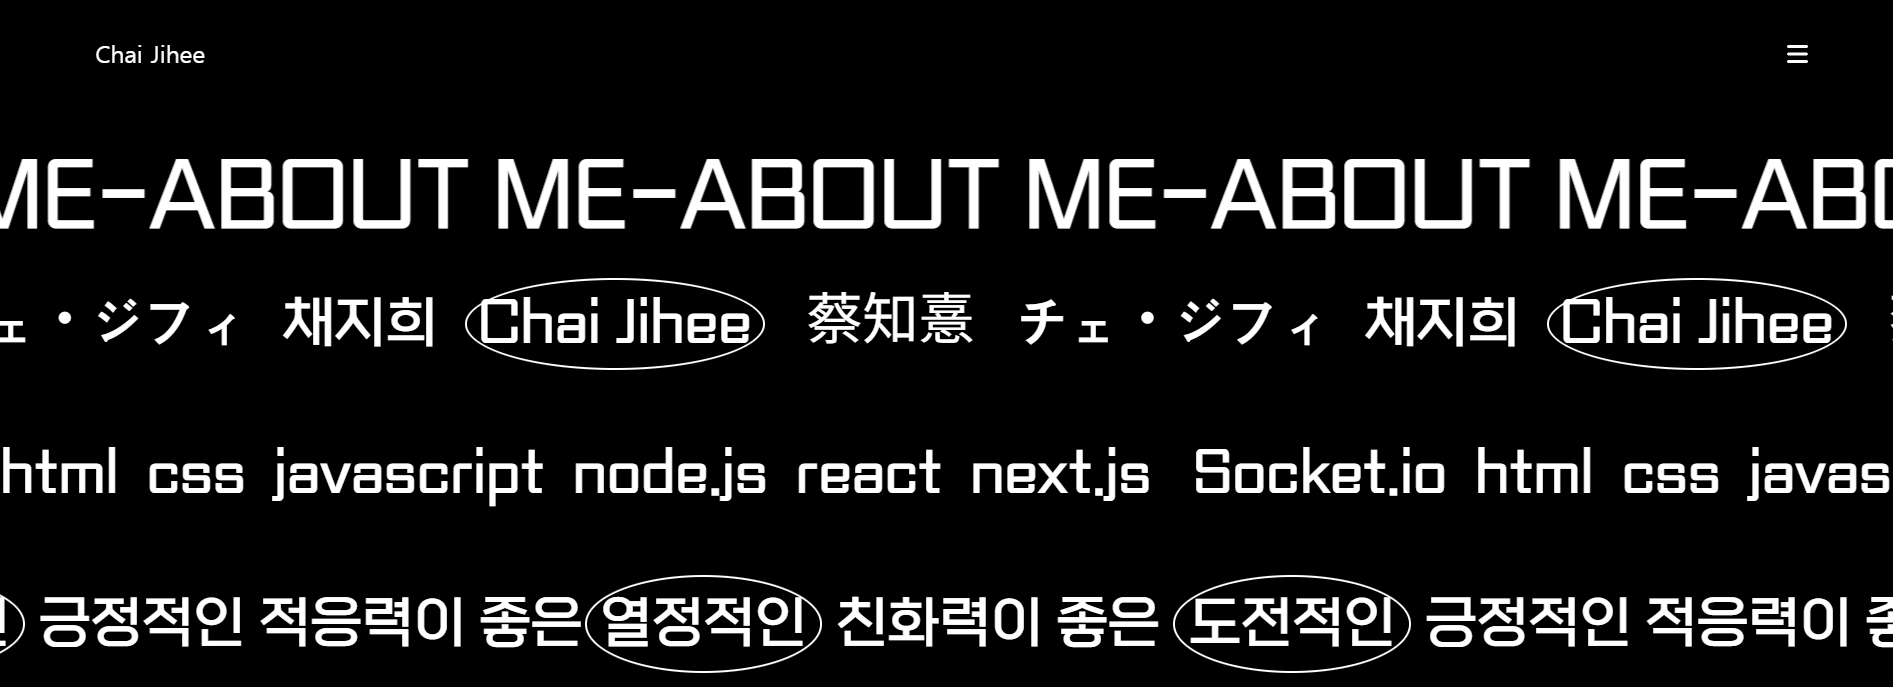 Chai Jihee
ME-ABOUT ME-ABOUT ME-ABOUT ME-ABO
ェ・ジフィ 채지희 Chai Jihee 蔡知憙 チェ・ジフィ 채지희 Chai Jihee
html css javascript node.js react next.js Socket.io html css javas
긍정적인 적응력이 좋은 열정적인 친화력이 좋은 도전적인 긍정적인 적응력이